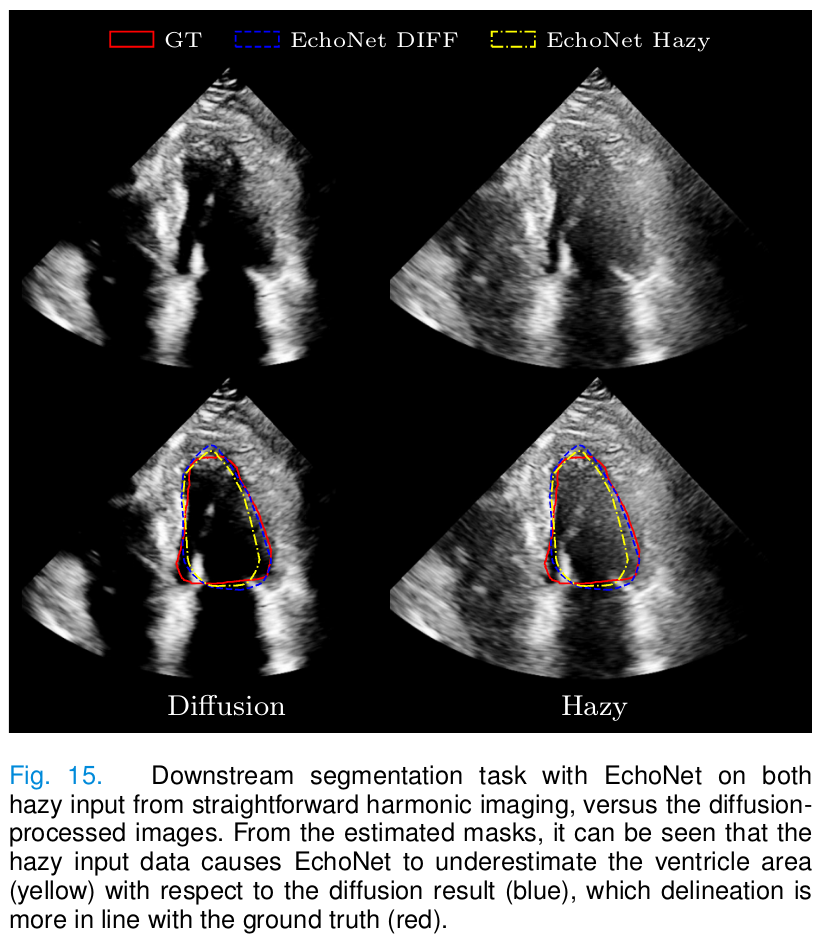 GT EchoNet DIFF EchoNet Hazy
Diffusion Hazy
Fig. 15. Downstream segmentation task with EchoNet on both
hazy input from straightforward harmonic imaging, versus the diffusion-
processed images. From the estimated masks, it can be seen that the
hazy input data causes EchoNet to underestimate the ventricle area
(yellow) with respect to the diffusion result (blue), which delineation is
more in line with the ground truth (red).